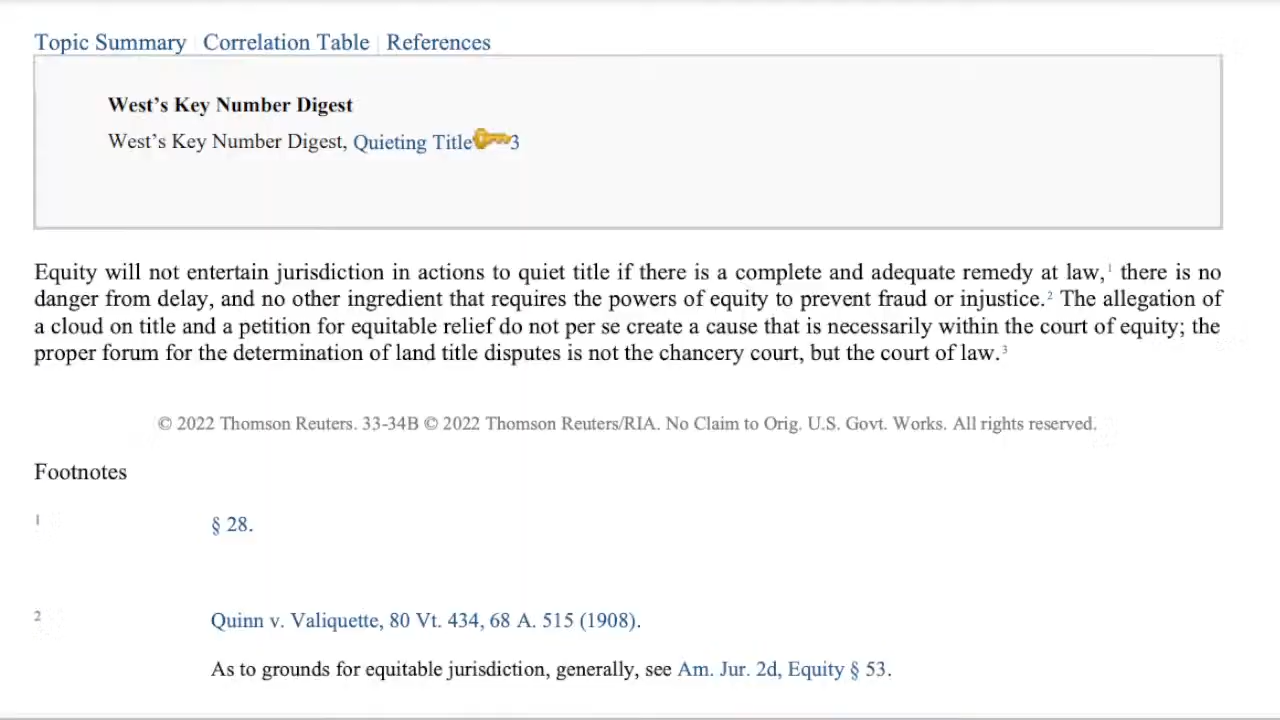 Topic Summary | Correlation Table | References
West’s Key Number Digest
West’s Key Number Digest, Quieting Title 3
Equity will not entertain jurisdiction in actions to quiet title if there is a complete and adequate remedy at law,1 there is no
danger from delay, and no other ingredient that requires the powers of equity to prevent fraud or injustice.2 The allegation of
a cloud on title and a petition for equitable relief do not per se create a cause that is necessarily within the court of equity; the
proper forum for the determination of land title disputes is not the chancery court, but the court of law.3
© 2022 Thomson Reuters. 33-34B © 2022 Thomson Reuters/RIA. No Claim to Orig. U.S. Govt. Works. All rights reserved.
Footnotes
1 § 28.
2 Quinn v. Valiquette, 80 Vt. 434, 68 A. 515 (1908).
As to grounds for equitable jurisdiction, generally, see Am. Jur. 2d, Equity § 53.